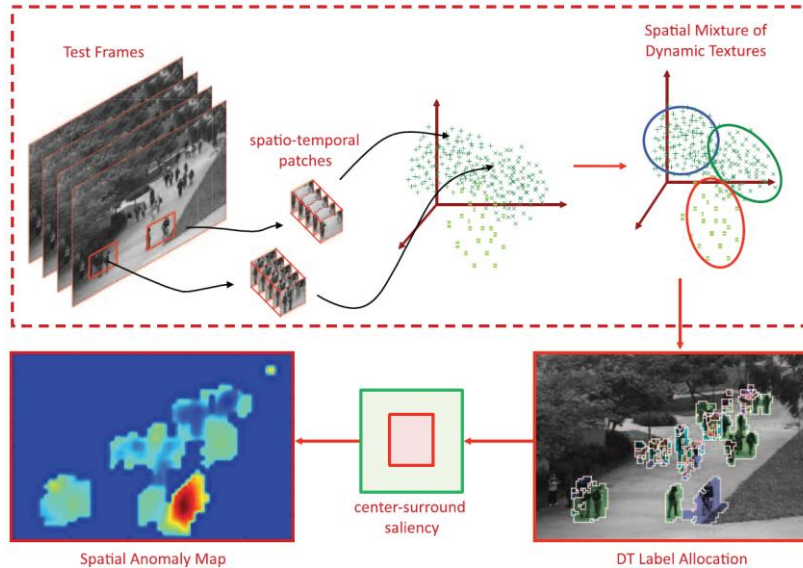 Test Frames
spatio-temporal
patches
Spatial Mixture of
Dynamic Textures
center-surround
saliency
Spatial Anomaly Map
DT Label Allocation